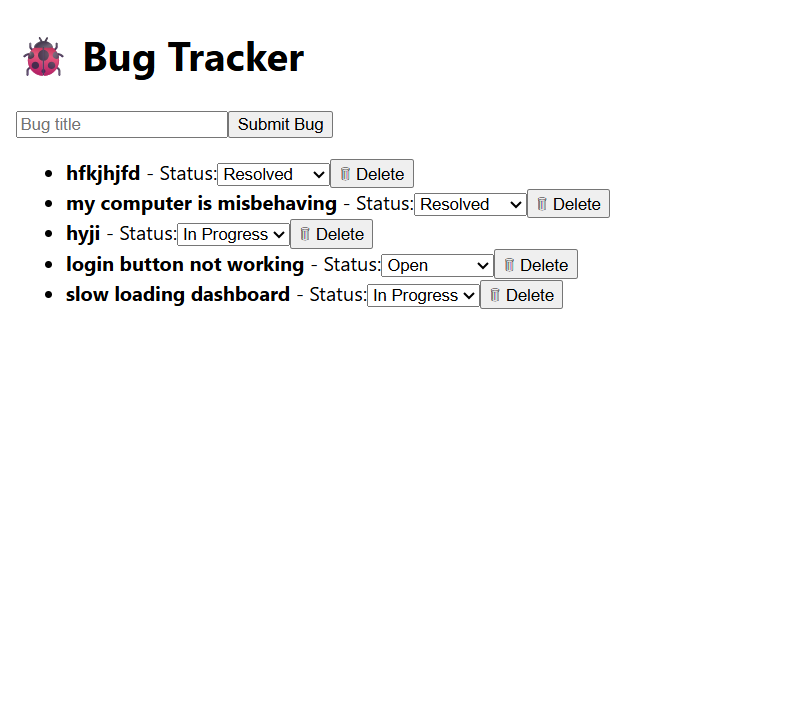 Bug Tracker
Bug title Submit Bug
hfkjhjfd - Status: Resolved Delete
my computer is misbehaving - Status: Resolved Delete
hyji - Status: In Progress Delete
login button not working - Status: Open Delete
slow loading dashboard - Status: In Progress Delete